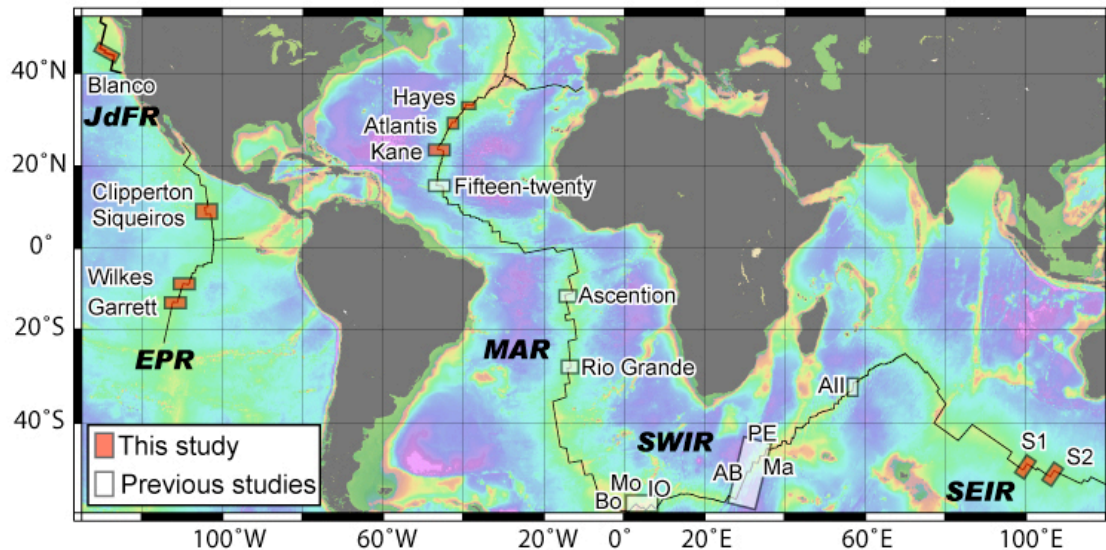 40°N
20°N
0°
20°S
40°S
Blanco
JdFR
Hayes
Atlantis
Kane
Fifteen-twenty
Clipperton
Siqueiros
Wilkes
Garrett
EPR
MAR
Ascention
Rio Grande
SWIR
AII
PE
AB
Ma
Mo
IO
Bo
S1
S2
SEIR
This study
Previous studies
100°W
60°W
20°W
0°
20°E
60°E
100°E